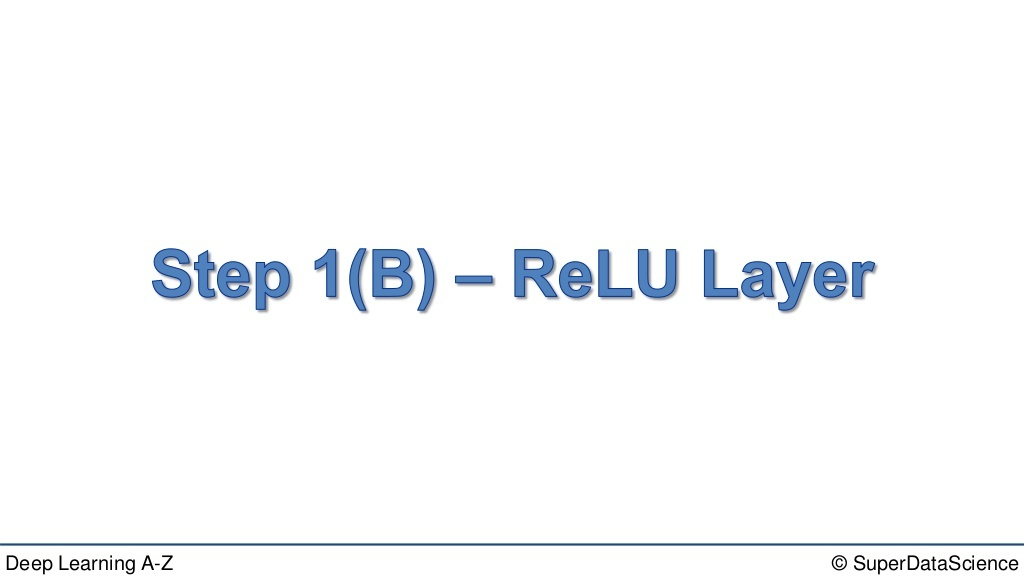 Step 1(B) – ReLU Layer
Deep Learning A-Z
© SuperDataScience